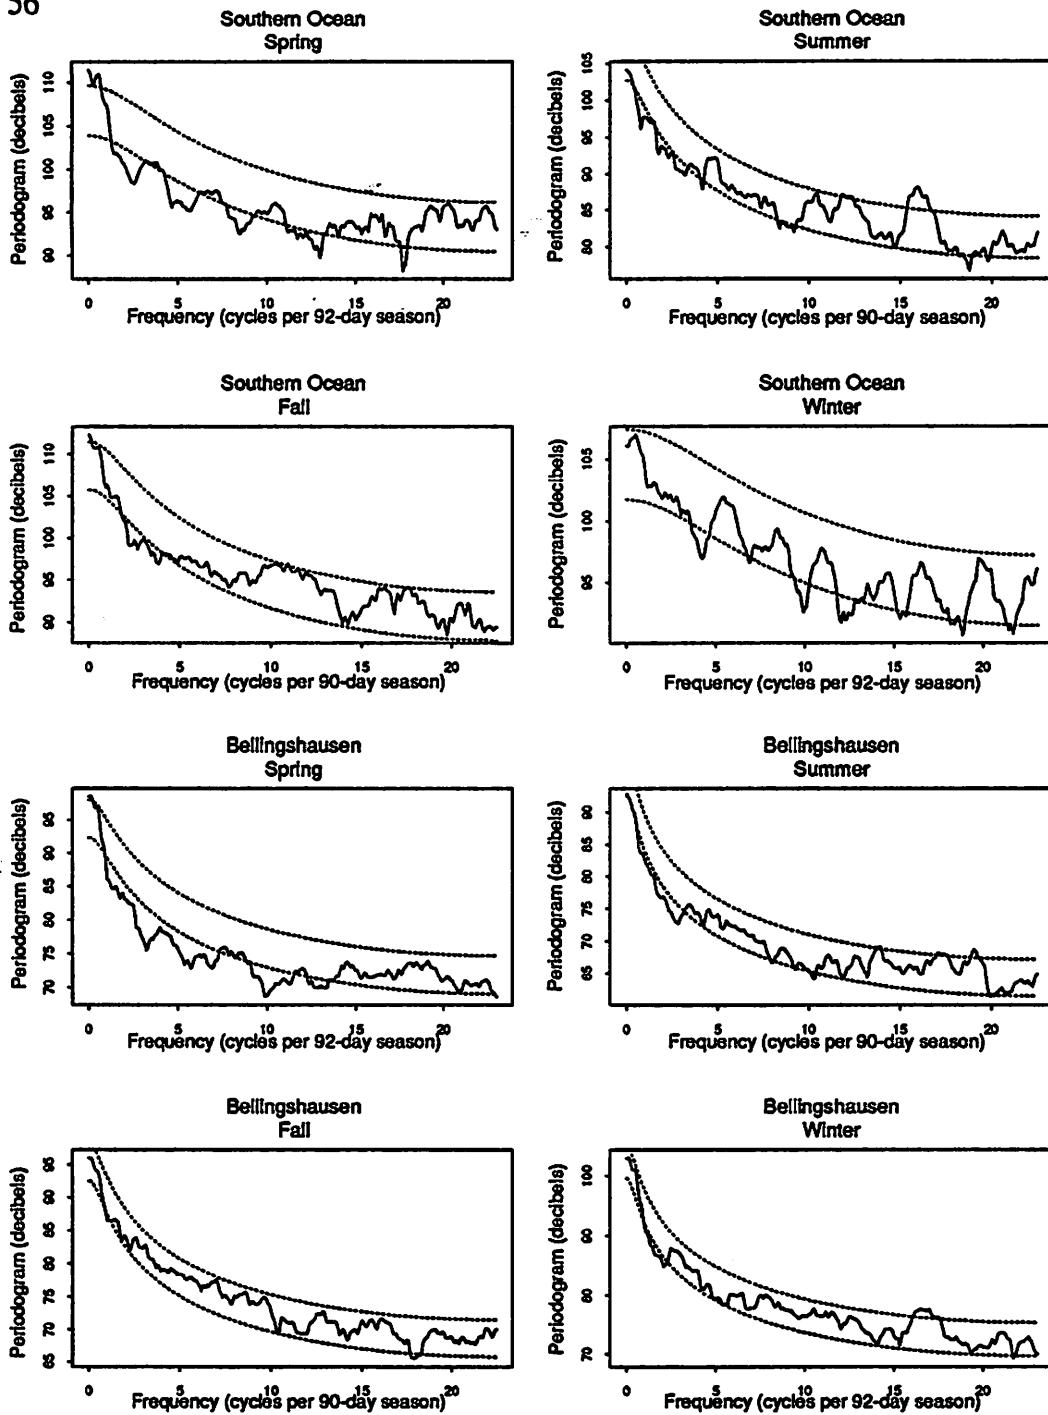 56
Southern Ocean
Spring
Periodogram (decibels)
110
105
100
95
90
0 5 10 15 20
Frequency (cycles per 92-day season)
Southern Ocean
Summer
Periodogram (decibels)
105
100
95
90
85
80
0 5 10 15 20
Frequency (cycles per 90-day season)
Southern Ocean
Fall
Periodogram (decibels)
110
105
100
95
90
0 5 10 15 20
Frequency (cycles per 90-day season)
Southern Ocean
Winter
Periodogram (decibels)
105
100
95
0 5 10 15 20
Frequency (cycles per 92-day season)
Bellingshausen
Spring
Periodogram (decibels)
95
90
85
80
75
70
0 5 10 15 20
Frequency (cycles per 92-day season)
Bellingshausen
Summer
Periodogram (decibels)
90
85
80
75
70
65
0 5 10 15 20
Frequency (cycles per 90-day season)
Bellingshausen
Fall
Periodogram (decibels)
95
90
85
80
75
70
65
0 5 10 15 20
Frequency (cycles per 90-day season)
Bellingshausen
Winter
Periodogram (decibels)
100
90
80
70
0 5 10 15 20
Frequency (cycles per 92-day season)